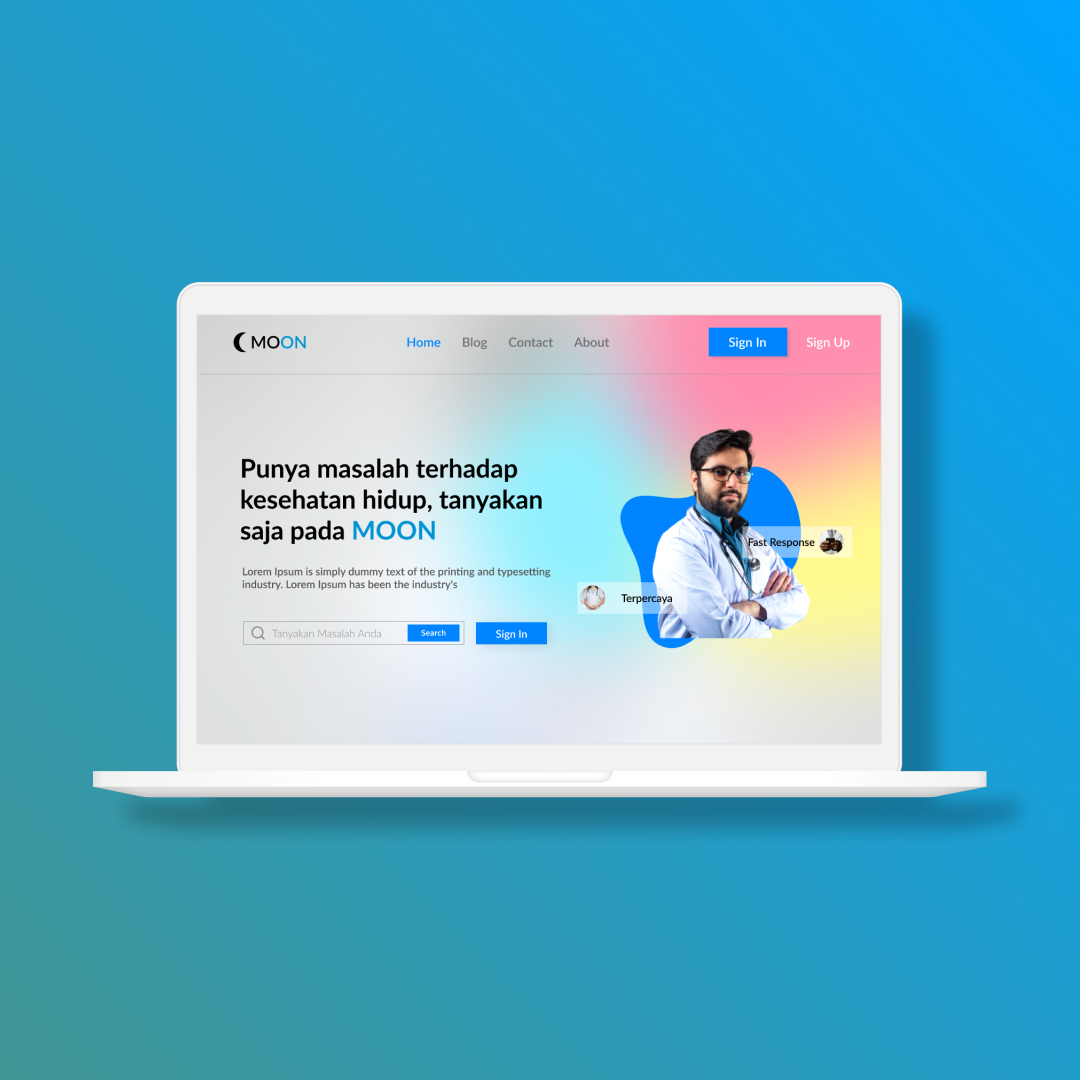 MOON
Home
Blog
Contact
About
Sign In
Sign Up
Punya masalah terhadap
kesehatan hidup, tanyakan
saja pada MOON
Lorem Ipsum is simply dummy text of the printing and typesetting
industry. Lorem Ipsum has been the industry's
Tanyakan Masalah Anda
Search
Sign In
Fast Response
Terpercaya